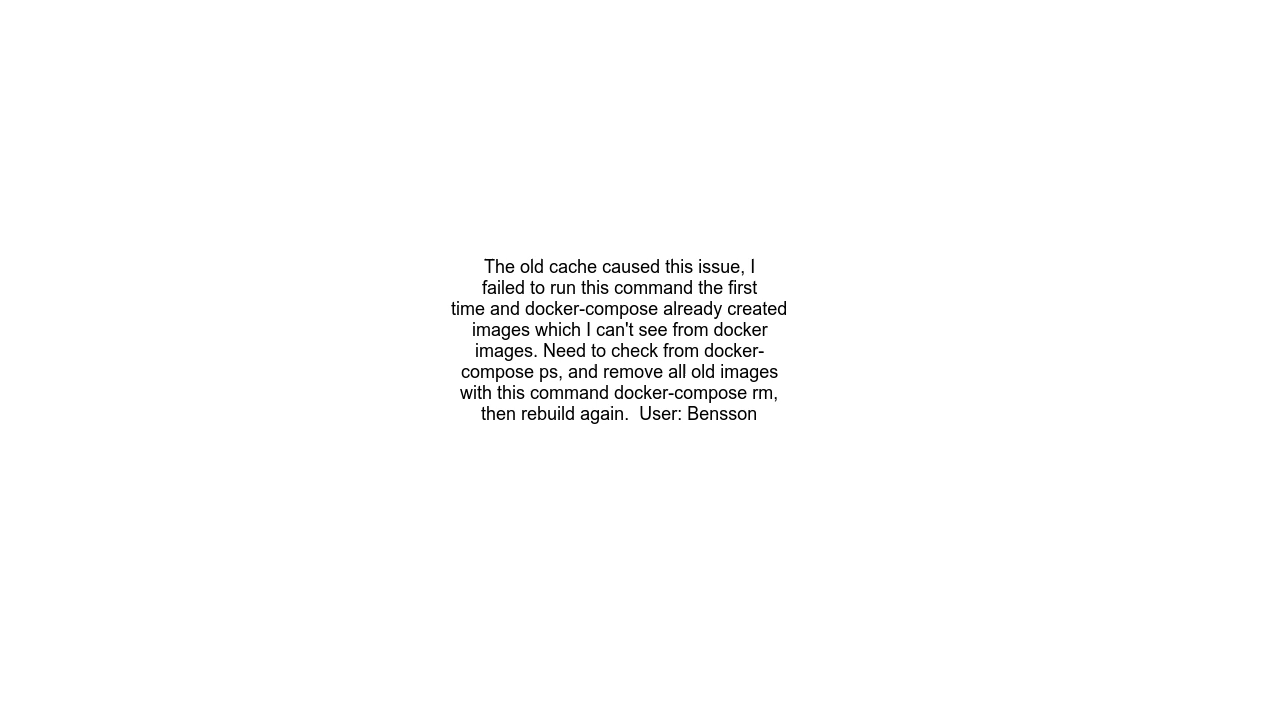 The old cache caused this issue, I
failed to run this command the first
time and docker-compose already created
images which I can't see from docker
images. Need to check from docker-
compose ps, and remove all old images
with this command docker-compose rm,
then rebuild again.  User: Bensson